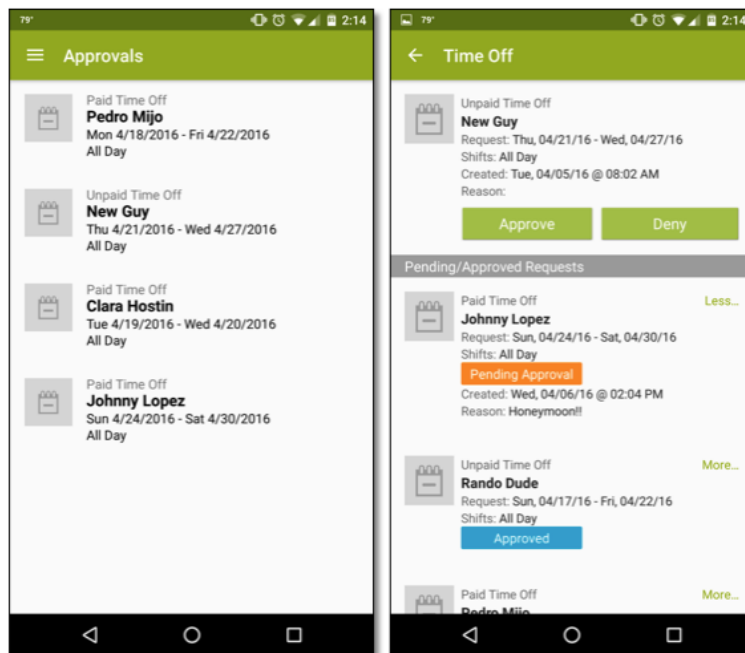 79°
2:14
Approvals
Paid Time Off
Pedro Mijo
Mon 4/18/2016 - Fri 4/22/2016
All Day
Unpaid Time Off
New Guy
Thu 4/21/2016 - Wed 4/27/2016
All Day
Paid Time Off
Clara Hostin
Tue 4/19/2016 - Wed 4/20/2016
All Day
Paid Time Off
Johnny Lopez
Sun 4/24/2016 - Sat 4/30/2016
All Day
79°
2:14
Time Off
Unpaid Time Off
New Guy
Request: Thu, 04/21/16 - Wed, 04/27/16
Shifts: All Day
Created: Tue, 04/05/16 @ 08:02 AM
Reason:
Approve
Deny
Pending/Approved Requests
Paid Time Off
Less...
Johnny Lopez
Request: Sun, 04/24/16 - Sat, 04/30/16
Shifts: All Day
Pending Approval
Created: Wed, 04/06/16 @ 02:04 PM
Reason: Honeymoon!!
Unpaid Time Off
More...
Rando Dude
Request: Sun, 04/17/16 - Fri, 04/22/16
Shifts: All Day
Approved
Paid Time Off
More...
Pedro Mijo